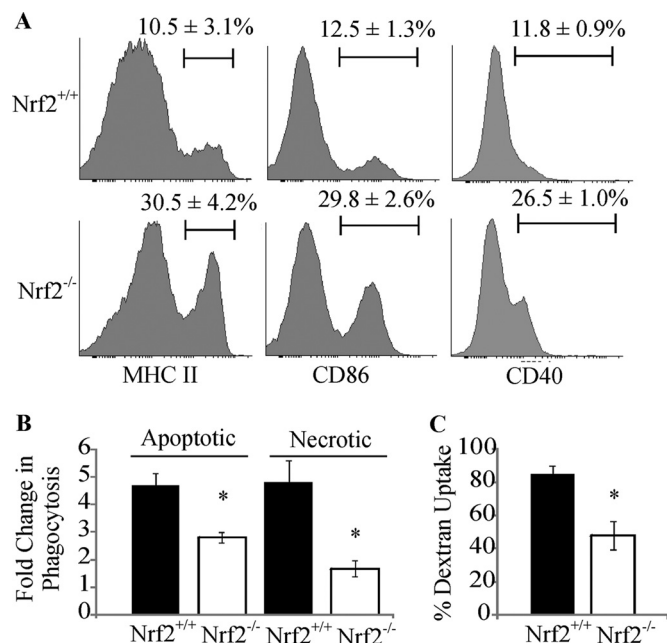 A
10.5 ± 3.1% 12.5 ± 1.3% 11.8 ± 0.9%
Nrf2+/+
30.5 ± 4.2% 29.8 ± 2.6% 26.5 ± 1.0%
Nrf2-/-
MHC II CD86 CD40
B
Apoptotic Necrotic
Fold Change in
Phagocytosis
6
5
4
3
2
1
0
*
*
Nrf2+/+ Nrf2-/- Nrf2+/+ Nrf2-/-
C
% Dextran Uptake
100
80
60
40
20
0
*
Nrf2+/+ Nrf2-/-